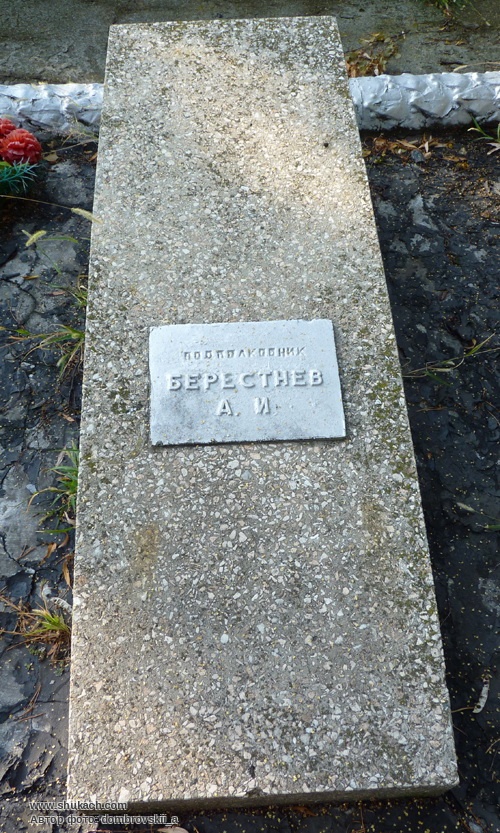 ПОДПОЛКОВНИК
БЕРЕСТНЕВ
А. И.
www.shukach.com
Автор фото: dombrovskii_a